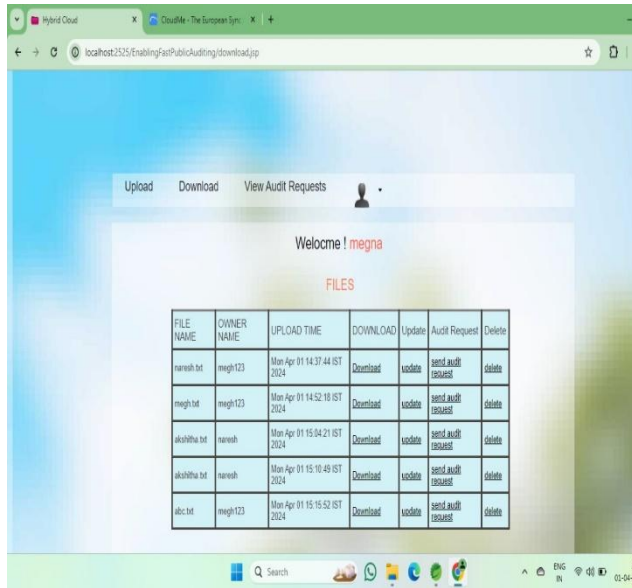 Hybrid Cloud
CloudMe - The European Sync
localhost:2525/EnablingFastPublicAuditing/download.jsp
Upload Download View Audit Requests
Welocme ! megna
FILES
FILE NAME OWNER NAME UPLOAD TIME DOWNLOAD Update Audit Request Delete
naresh.txt megh123 Mon Apr 01 14:37:44 IST 2024 Download update send audit request delete
megh.txt megh123 Mon Apr 01 14:52:18 IST 2024 Download update send audit request delete
akshitha.txt naresh Mon Apr 01 15:04:21 IST 2024 Download update send audit request delete
akshitha.txt naresh Mon Apr 01 15:10:49 IST 2024 Download update send audit request delete
abc.txt megh123 Mon Apr 01 15:15:52 IST 2024 Download update send audit request delete
Search
ENG
IN